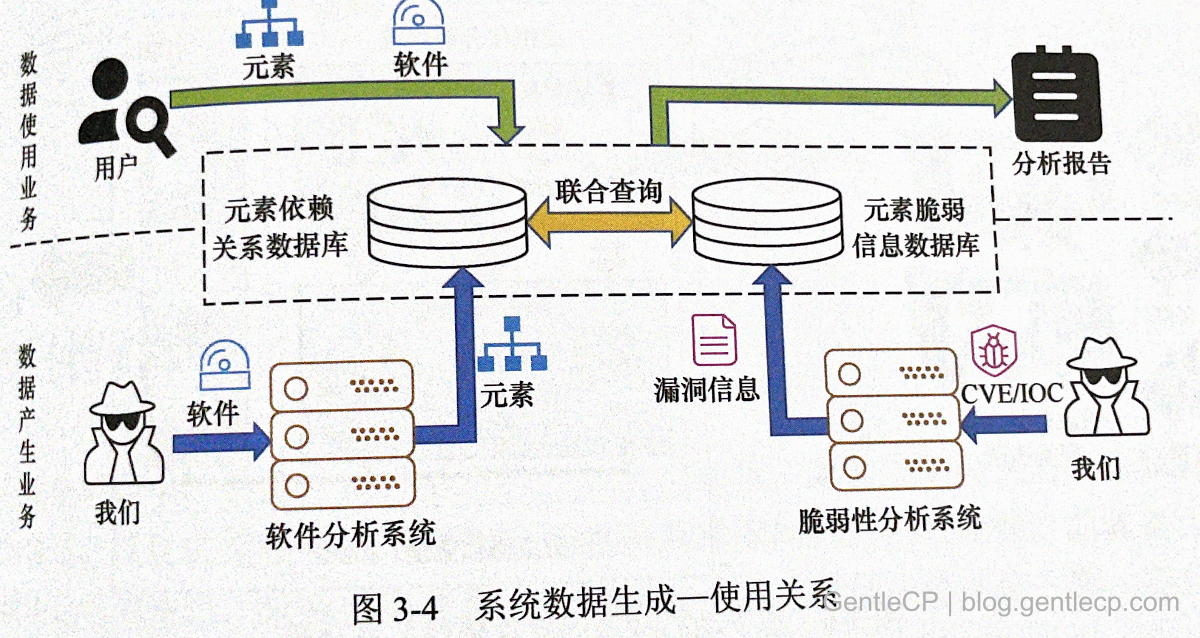 数据使用业务
元素
软件
用户
分析报告
元素依赖
关系数据库
联合查询
元素脆弱
信息数据库
数据产生业务
软件
元素
漏洞信息
CVE/IOC
我们
软件分析系统
脆弱性分析系统
我们
图 3-4 系统数据生成—使用关系
GentleCP | blog.gentlecp.com